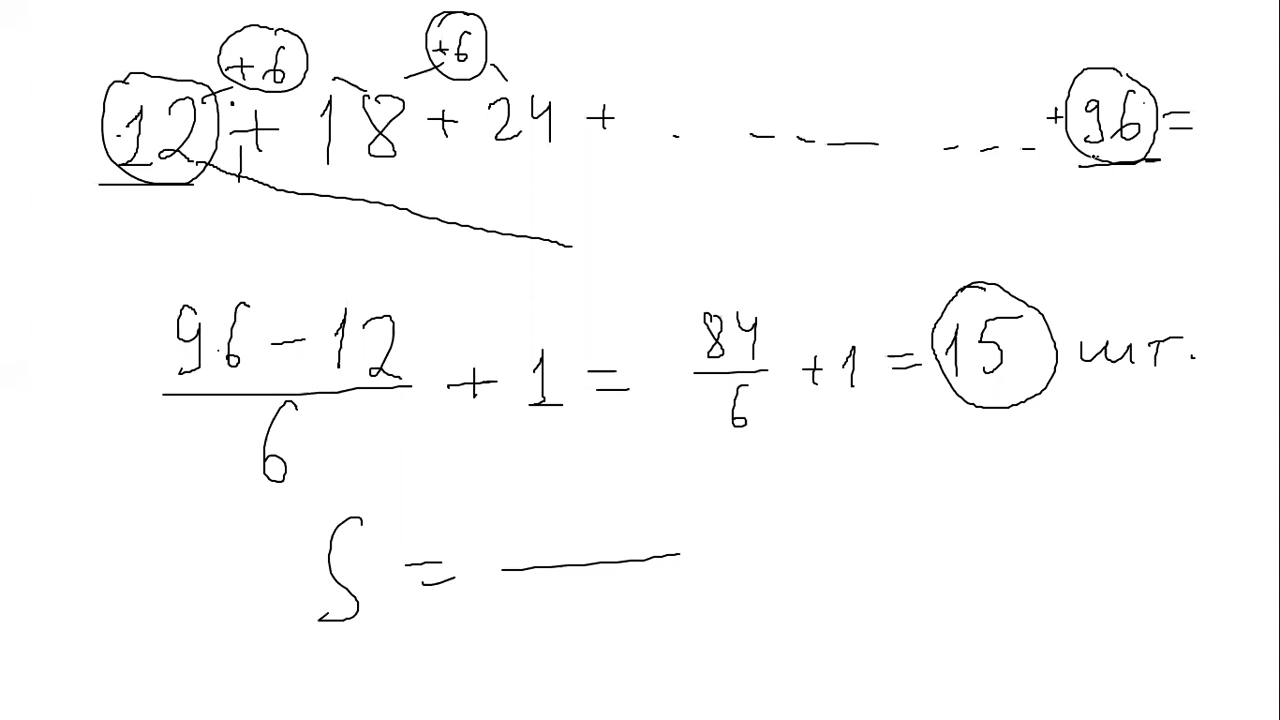 +6 +6
12 + 18 + 24 + . - - — - - - + 96 =
96 - 12 / 6 + 1 = 84 / 6 + 1 = 15 шт.
S = —